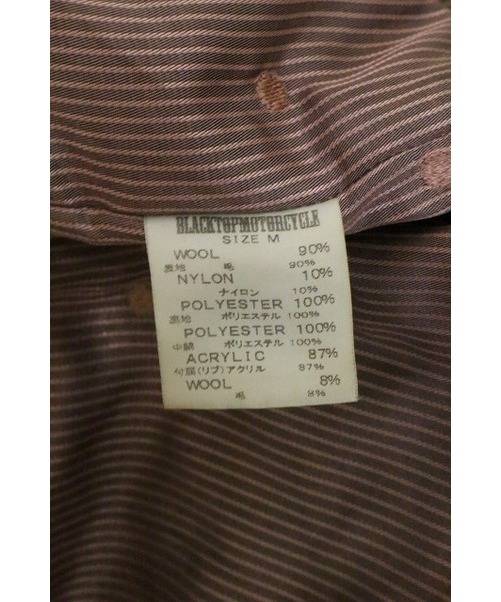 BLACKTOPMOTORCYCLE
SIZE M
WOOL 90%
表地 毛 90%
NYLON 10%
ナイロン 10%
POLYESTER 100%
裏地 ポリエステル 100%
POLYESTER 100%
中綿 ポリエステル 100%
ACRYLIC 87%
付属(リブ)アクリル 87%
WOOL 8%
毛 8%